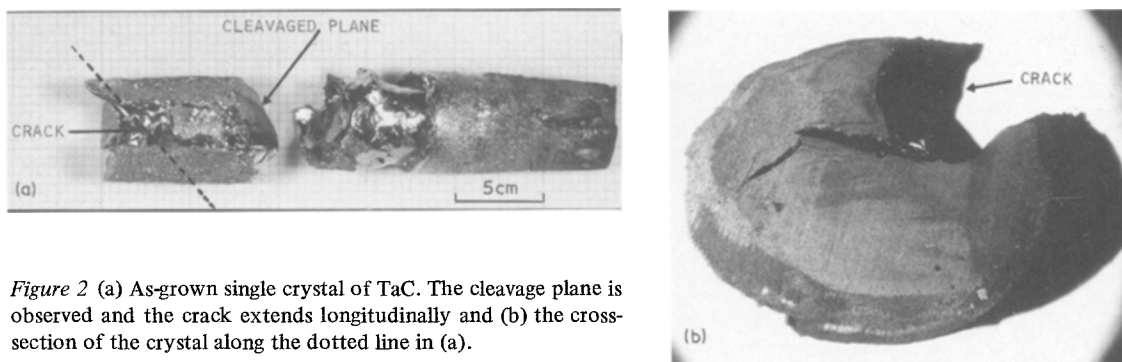 CLEAVAGED PLANE
CRACK
(a)
5cm
CRACK
(b)
Figure 2 (a) As-grown single crystal of TaC. The cleavage plane is
observed and the crack extends longitudinally and (b) the cross-
section of the crystal along the dotted line in (a).